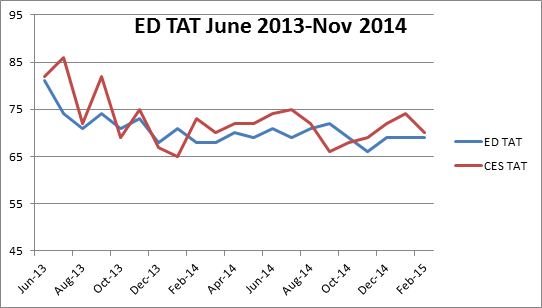 ED TAT June 2013-Nov 2014
95
85
75
65
55
45
Jun-13
Aug-13
Oct-13
Dec-13
Feb-14
Apr-14
Jun-14
Aug-14
Oct-14
Dec-14
Feb-15
ED TAT
CES TAT